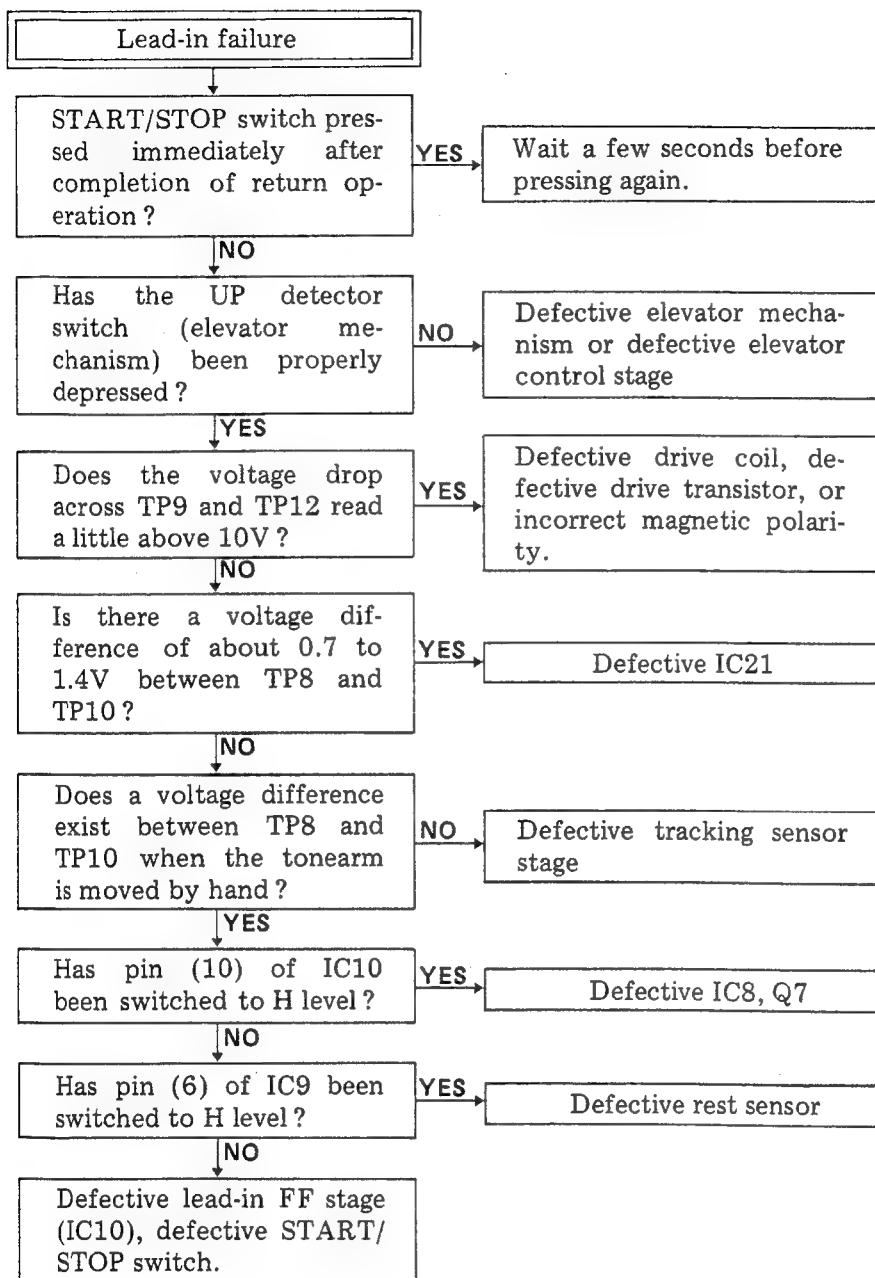 Lead-in failure
START/STOP switch pres-
sed immediately after
completion of return op-
eration?
YES
Wait a few seconds before
pressing again.
NO
Has the UP detector
switch (elevator me-
chanism) been properly
depressed?
NO
Defective elevator mecha-
nism or defective elevator
control stage
YES
Does the voltage drop
across TP9 and TP12 read
a little above 10V?
YES
Defective drive coil, de-
fective drive transistor, or
incorrect magnetic polari-
ty.
NO
Is there a voltage dif-
ference of about 0.7 to
1.4V between TP8 and
TP10?
YES
Defective IC21
NO
Does a voltage difference
exist between TP8 and
TP10 when the tonearm
is moved by hand?
NO
Defective tracking sensor
stage
YES
Has pin (10) of IC10
been switched to H level?
YES
Defective IC8, Q7
NO
Has pin (6) of IC9 been
switched to H level?
YES
Defective rest sensor
NO
Defective lead-in FF stage
(IC10), defective START/
STOP switch.